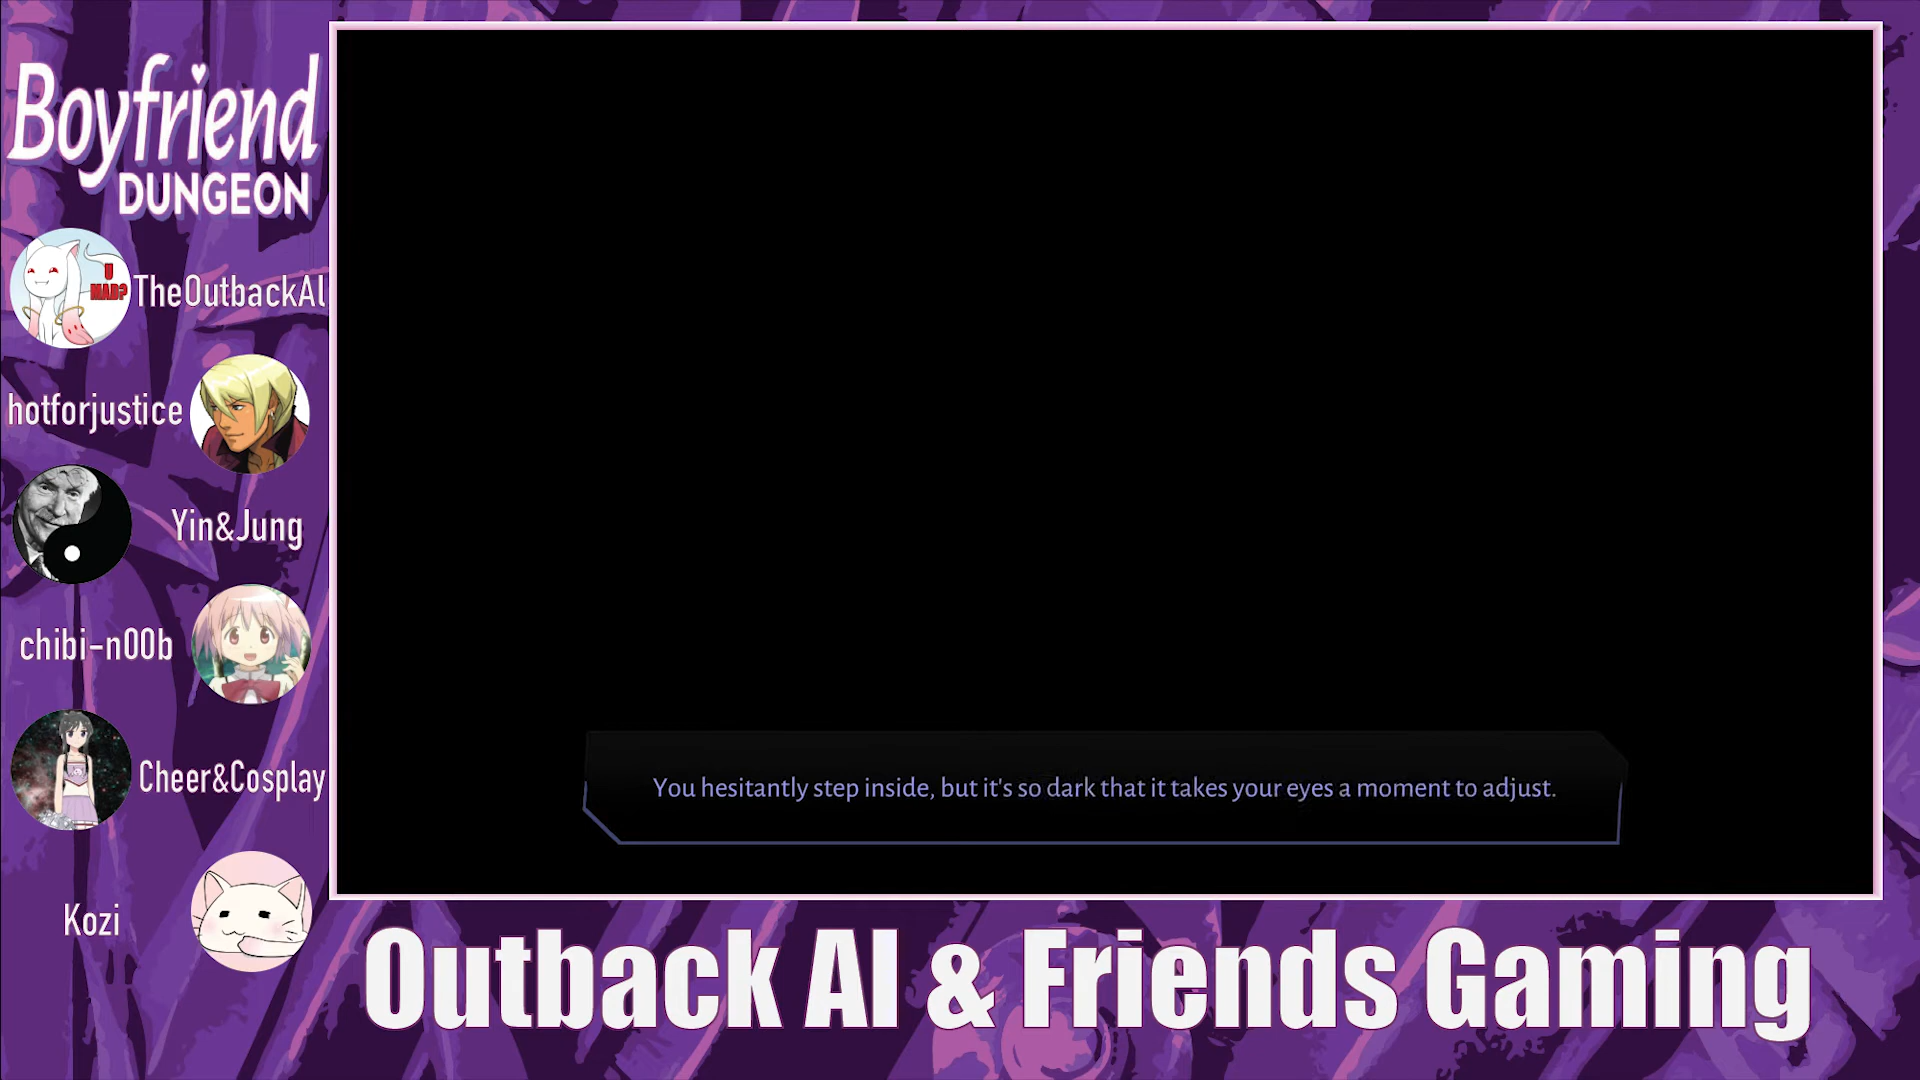 Boyfriend
DUNGEON
U
MAD?
TheOutbackAl
hotforjustice
Yin&Jung
chibi-n00b
Cheer&Cosplay
Kozi
You hesitantly step inside, but it's so dark that it takes your eyes a moment to adjust.
Outback Al & Friends Gaming